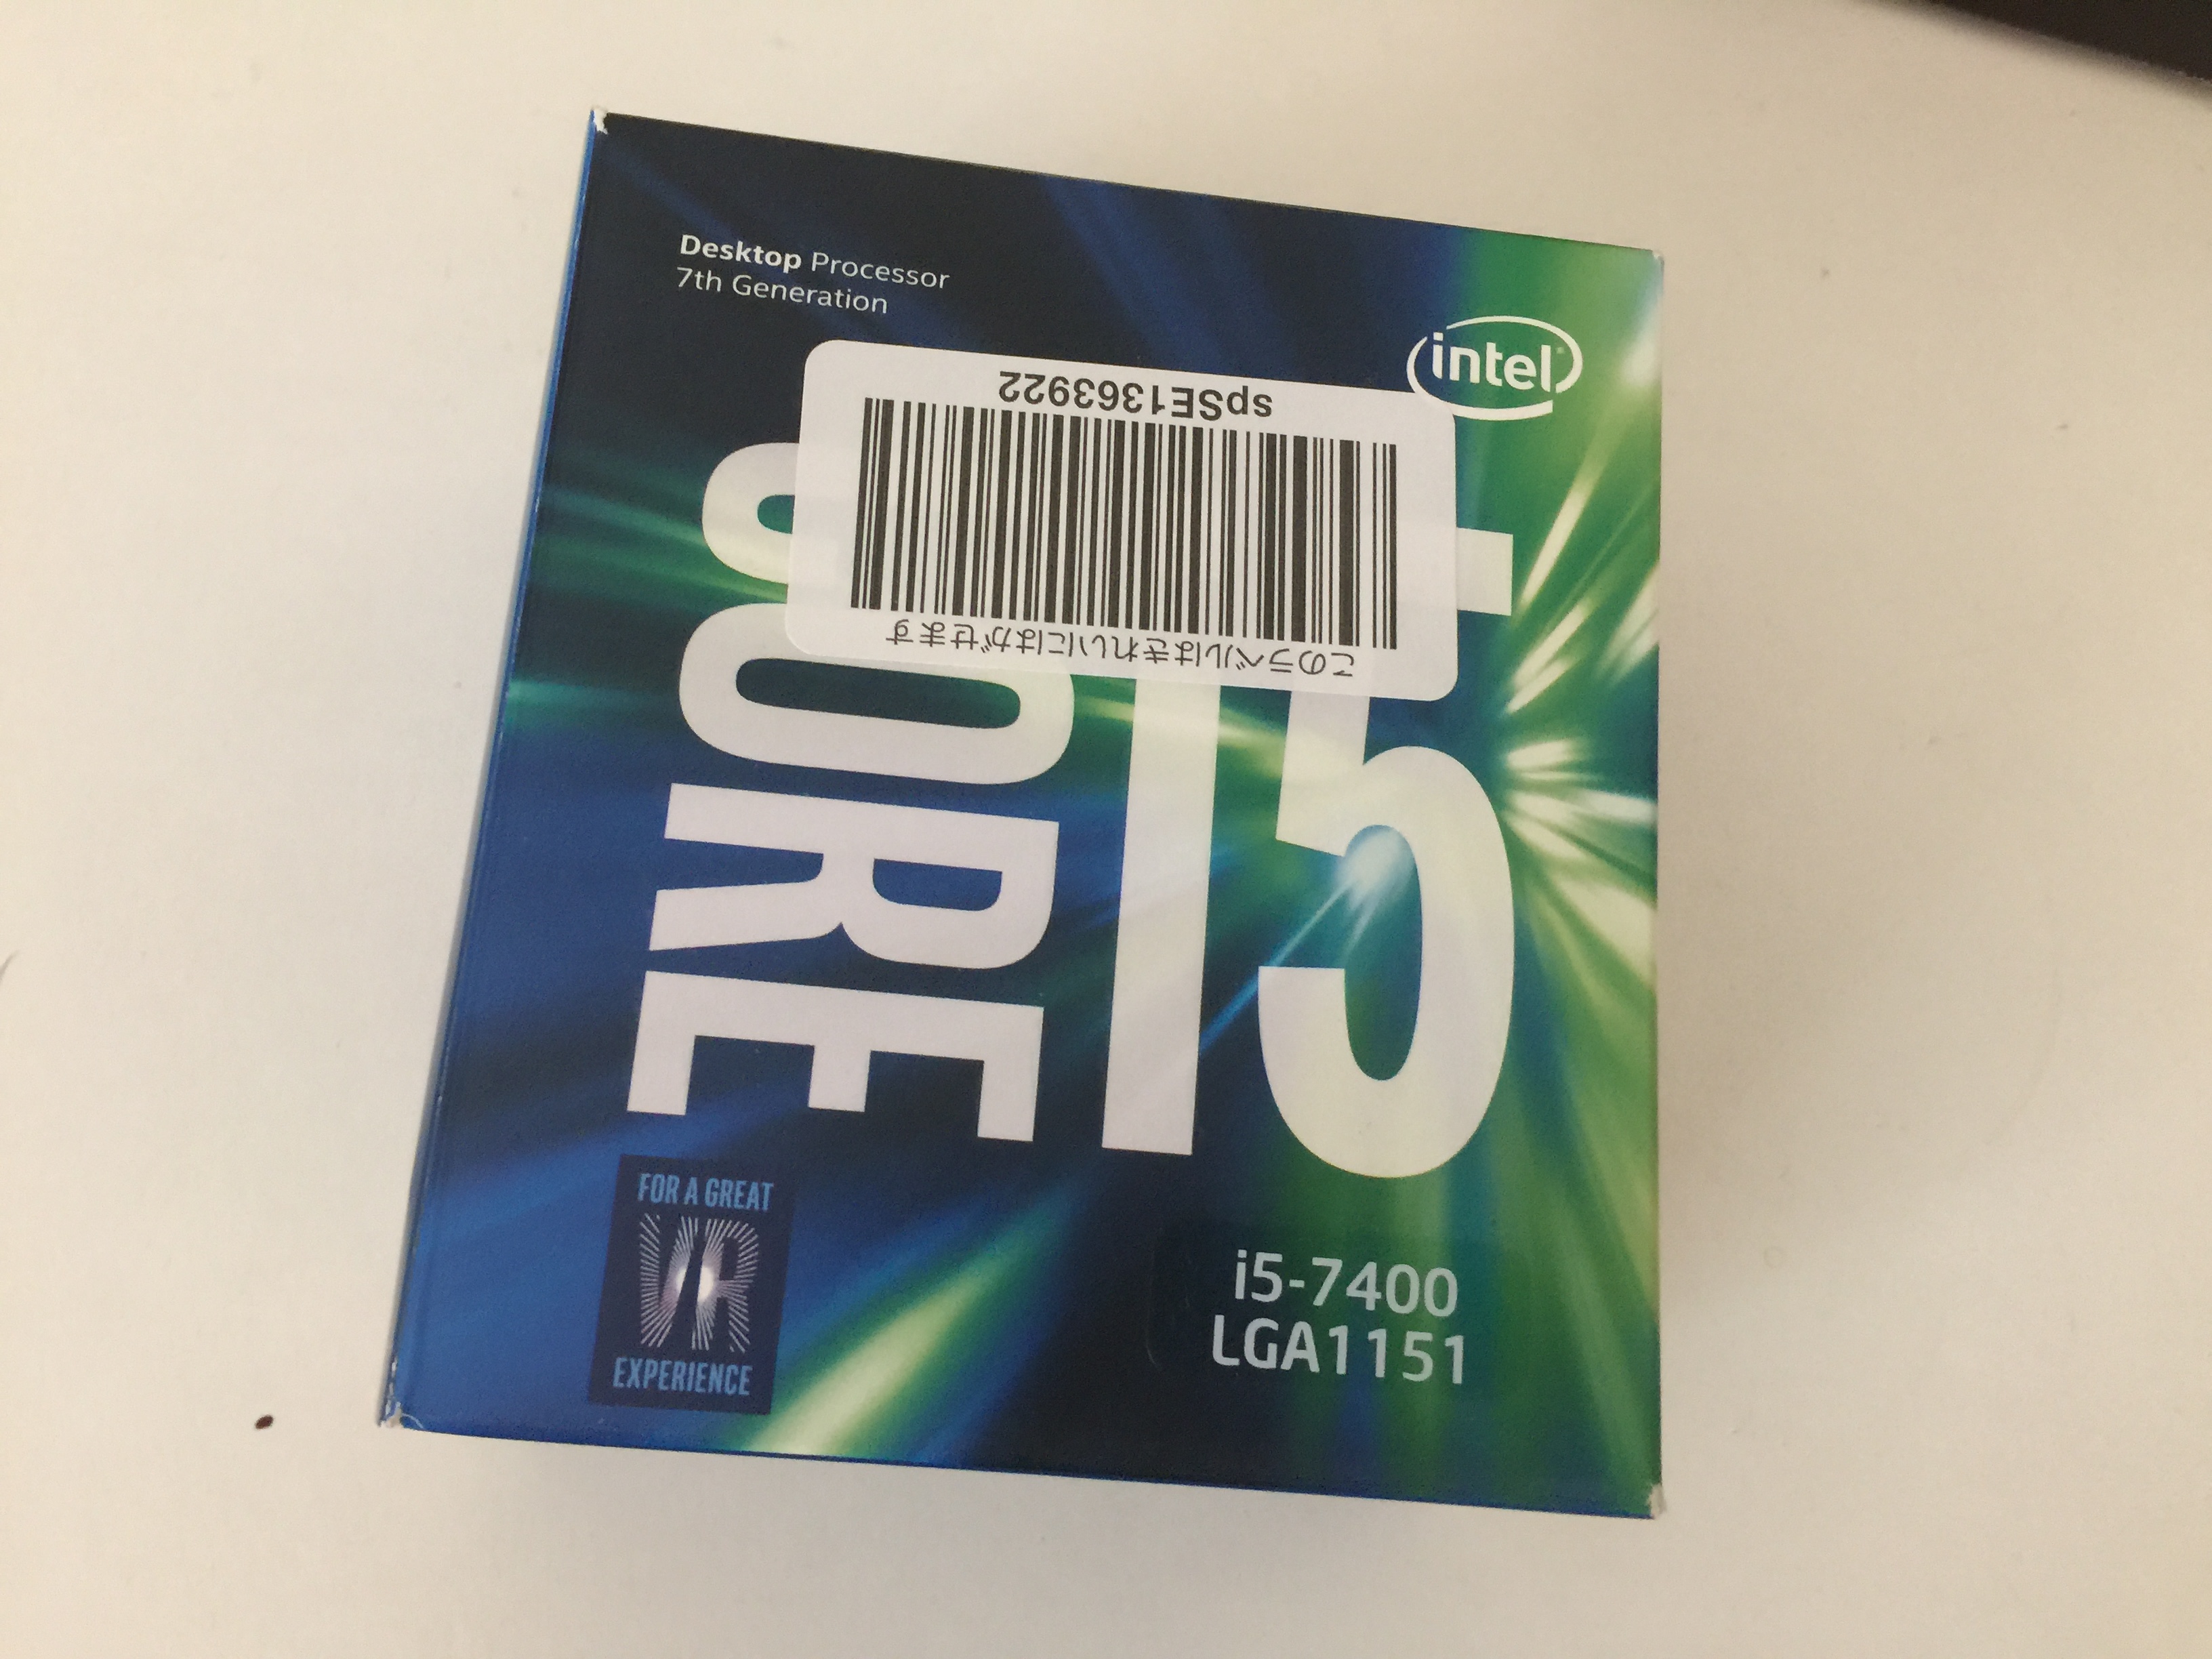 Desktop Processor
7th Generation
intel
spSE1363922
このラベルはきれいにはがせます
CORE
i5
FOR A GREAT
VR
EXPERIENCE
i5-7400
LGA1151